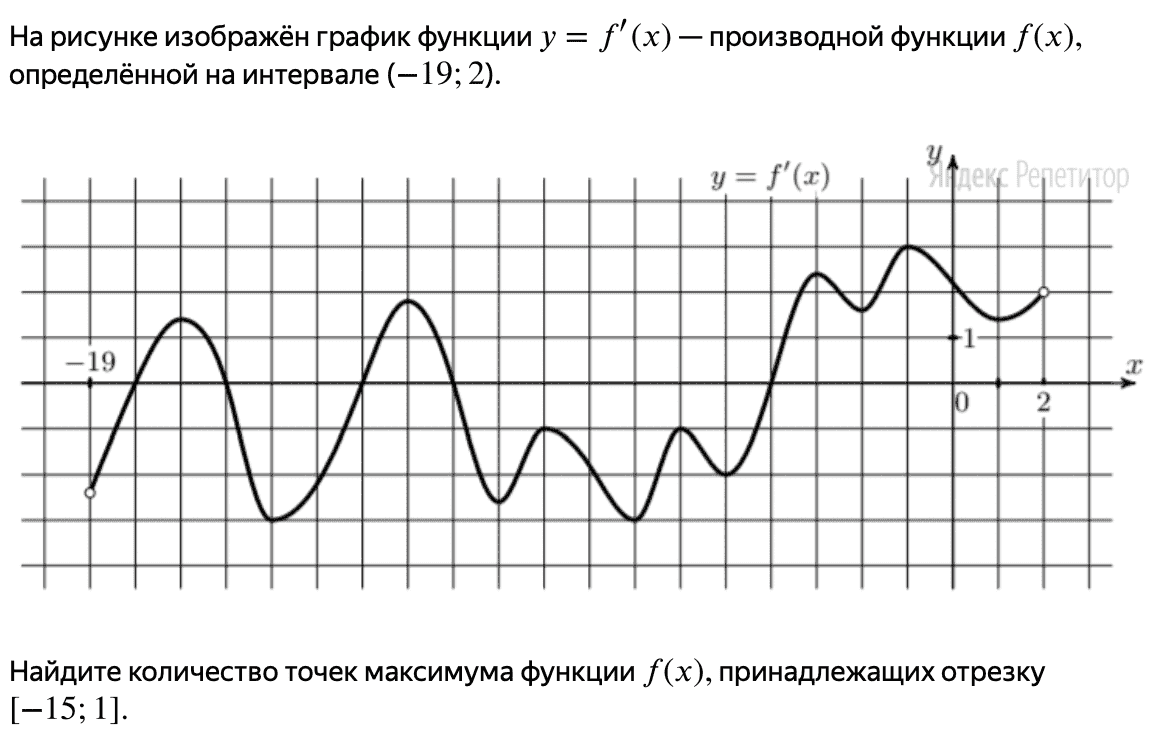 На рисунке изображён график функции y = f′(x) — производной функции f(x),
определённой на интервале (−19; 2).
y = f′(x)
y
Яндекс Репетитор
−19
1
x
0
2
Найдите количество точек максимума функции f(x), принадлежащих отрезку
[−15; 1].